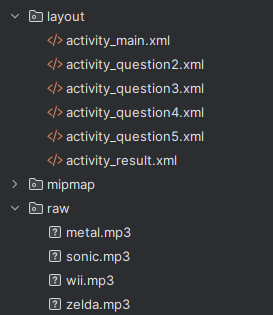 layout
activity_main.xml
activity_question2.xml
activity_question3.xml
activity_question4.xml
activity_question5.xml
activity_result.xml
mipmap
raw
metal.mp3
sonic.mp3
wii.mp3
zelda.mp3